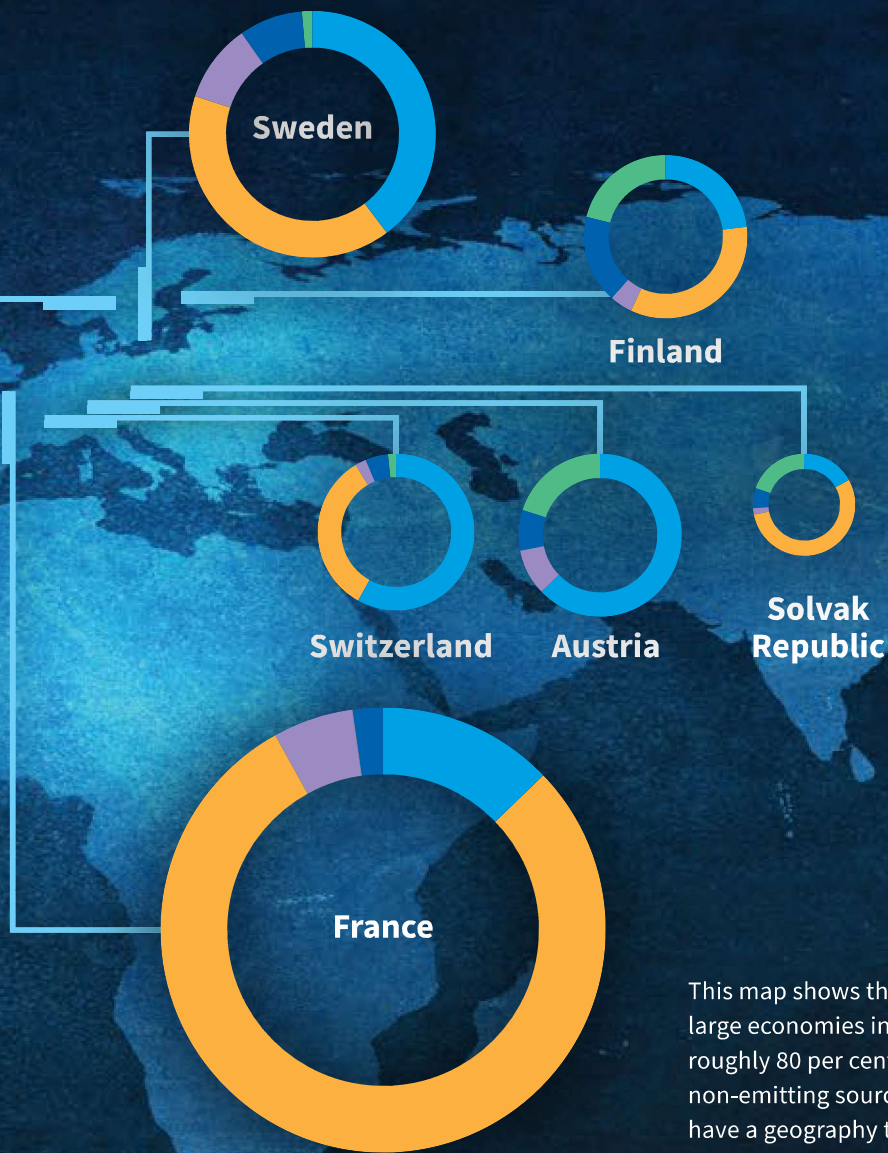 Sweden
Finland
Switzerland
Austria
Solvak
Republic
France
This map shows th
large economies in
roughly 80 per cen
non-emitting sourc
have a geography t